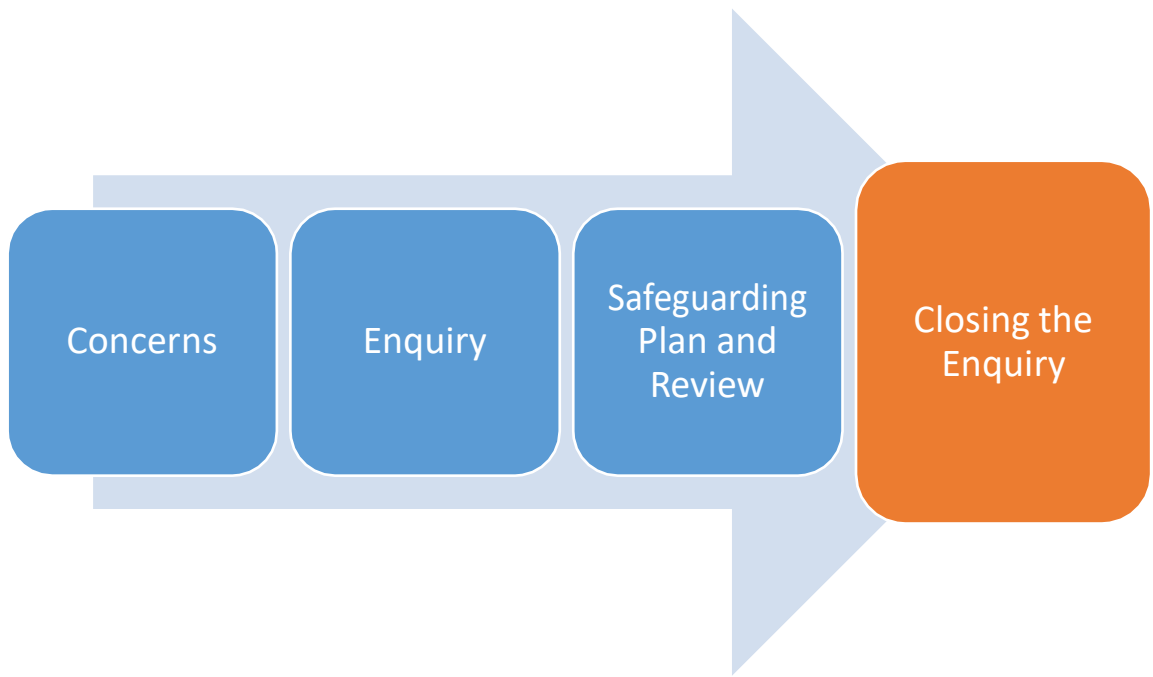 Concerns
Enquiry
Safeguarding
Plan and
Review
Closing the
Enquiry